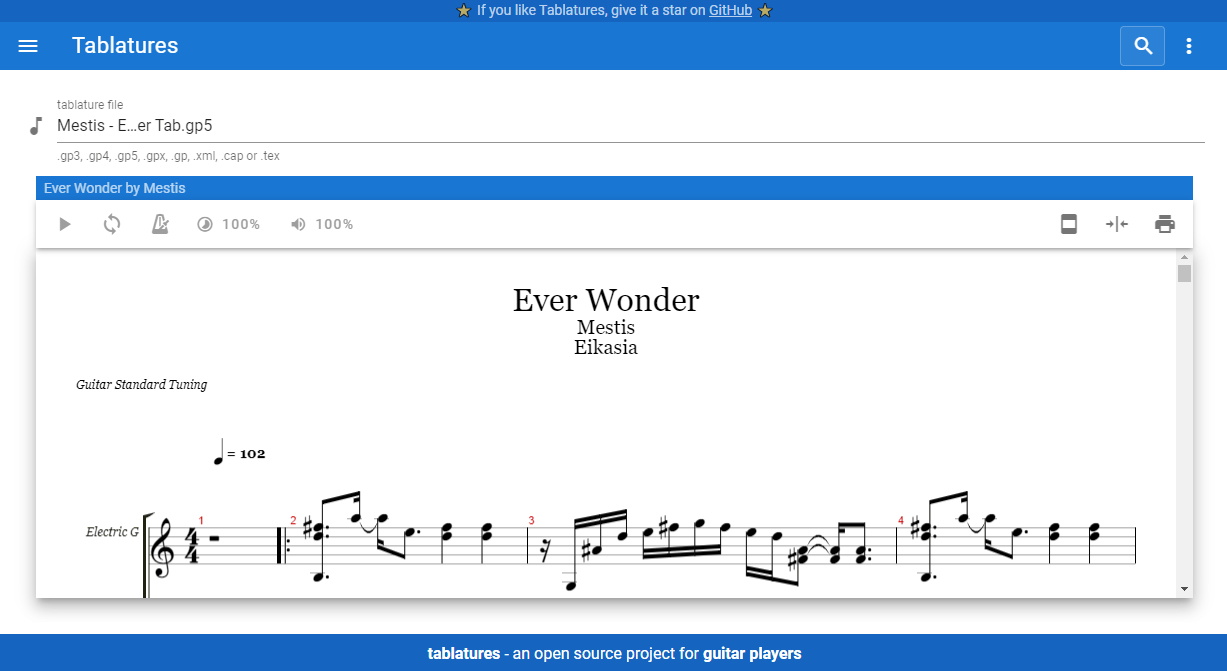 If you like Tablatures, give it a star on GitHub
Tablatures
tablature file
Mestis - E...er Tab.gp5
.gp3, .gp4, .gp5, .gpx, .gp, .xml, .cap or .tex
Ever Wonder by Mestis
100% 100%
Ever Wonder
Mestis
Eikasia
Guitar Standard Tuning
= 102
Electric G
4
4
1 2 3 4
tablatures - an open source project for guitar players